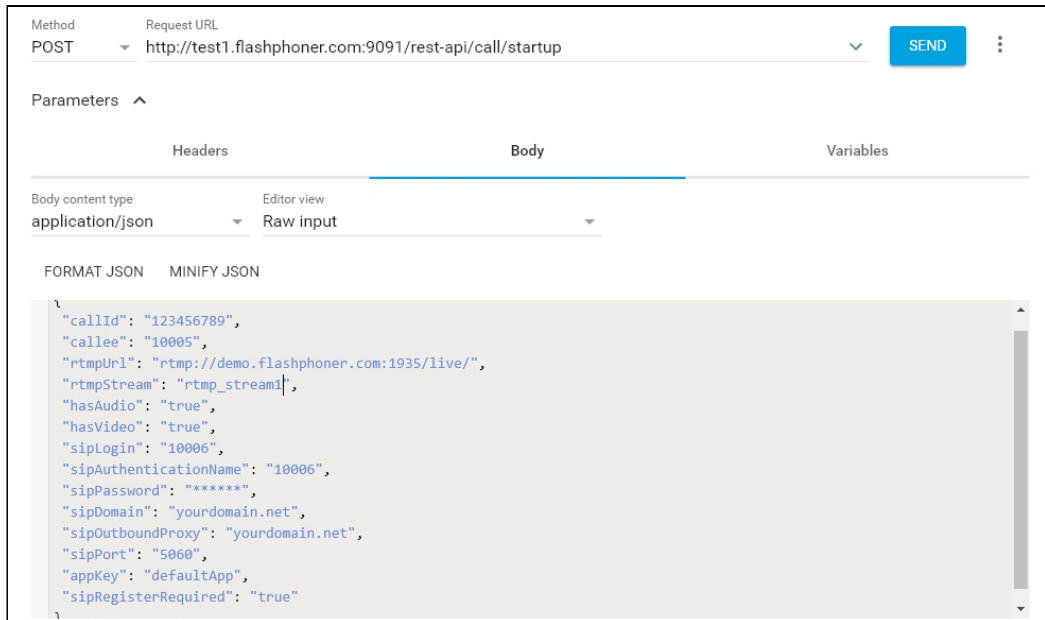 Method Request URL
POST http://test1.flashphoner.com:9091/rest-api/call/startup SEND
Parameters
Headers Body Variables
Body content type Editor view
application/json Raw input
FORMAT JSON MINIFY JSON
{
"callId": "123456789",
"callee": "10005",
"rtmpUrl": "rtmp://demo.flashphoner.com:1935/live/",
"rtmpStream": "rtmp_stream1",
"hasAudio": "true",
"hasVideo": "true",
"sipLogin": "10006",
"sipAuthenticationName": "10006",
"sipPassword": "******",
"sipDomain": "yourdomain.net",
"sipOutboundProxy": "yourdomain.net",
"sipPort": "5060",
"appKey": "defaultApp",
"sipRegisterRequired": "true"
}